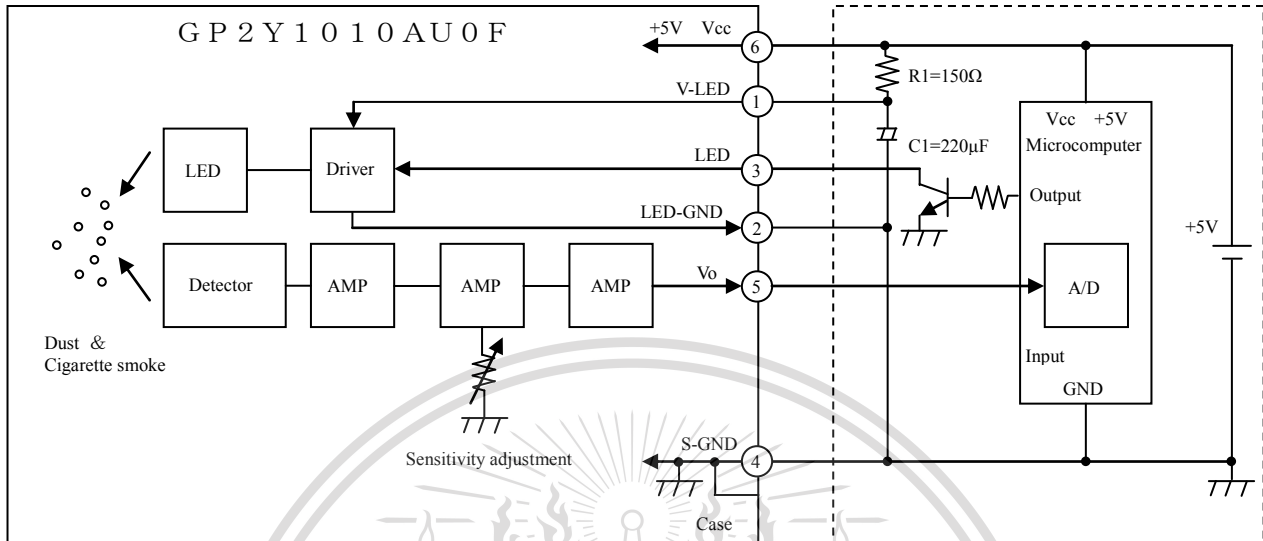 ＧＰ２Ｙ１０１０ＡＵ０Ｆ
+5V Vcc
6
R1=150Ω
V-LED
1
Vcc +5V
Microcomputer
C1=220μF
LED
Driver
LED
3
Output
LED-GND
2
+5V
Detector
AMP
AMP
AMP
Vo
5
A/D
Dust &
Cigarette smoke
Input
GND
Sensitivity adjustment
S-GND
4
Case